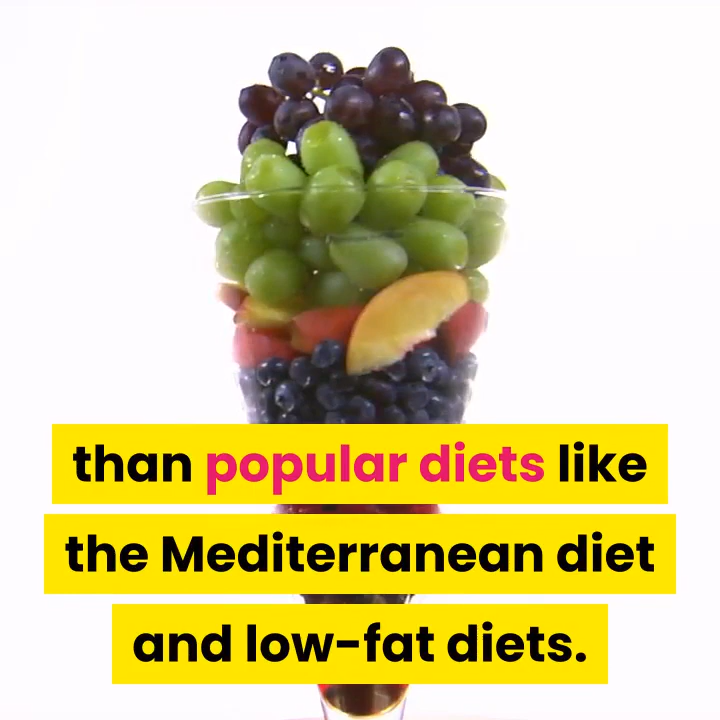 than popular diets like
the Mediterranean diet
and low-fat diets.